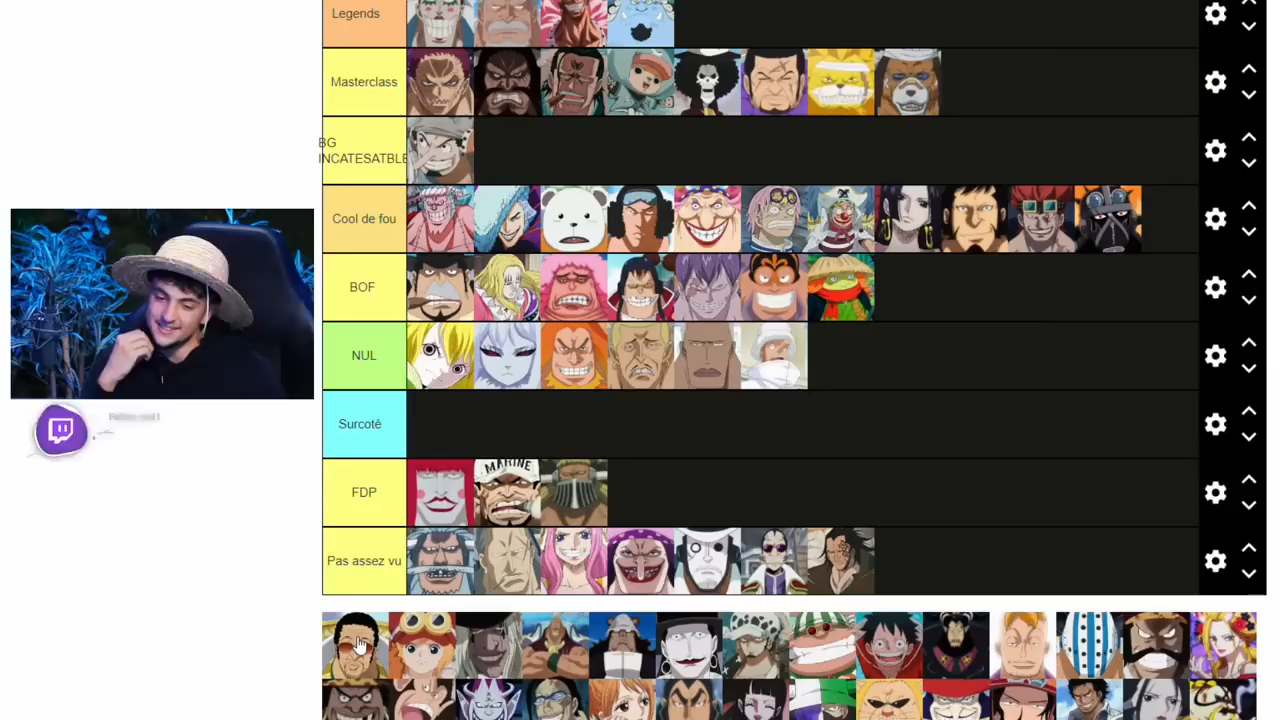 Legends
Masterclass
BG
INCATESATBLE
Cool de fou
BOF
NUL
Surcoté
FDP
MARINE
Pas assez vu